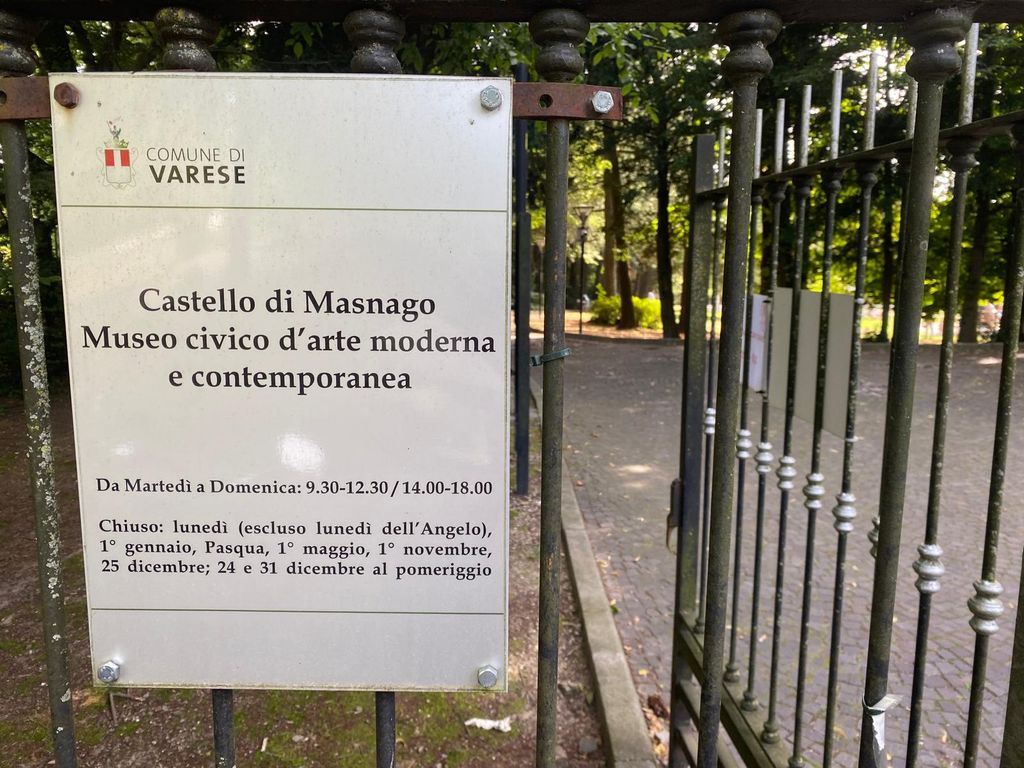 COMUNE DI
VARESE
Castello di Masnago
Museo civico d'arte moderna
e contemporanea
Da Martedì a Domenica: 9.30-12.30 / 14.00-18.00
Chiuso: lunedì (escluso lunedì dell'Angelo),
1° gennaio, Pasqua, 1° maggio, 1° novembre,
25 dicembre; 24 e 31 dicembre al pomeriggio